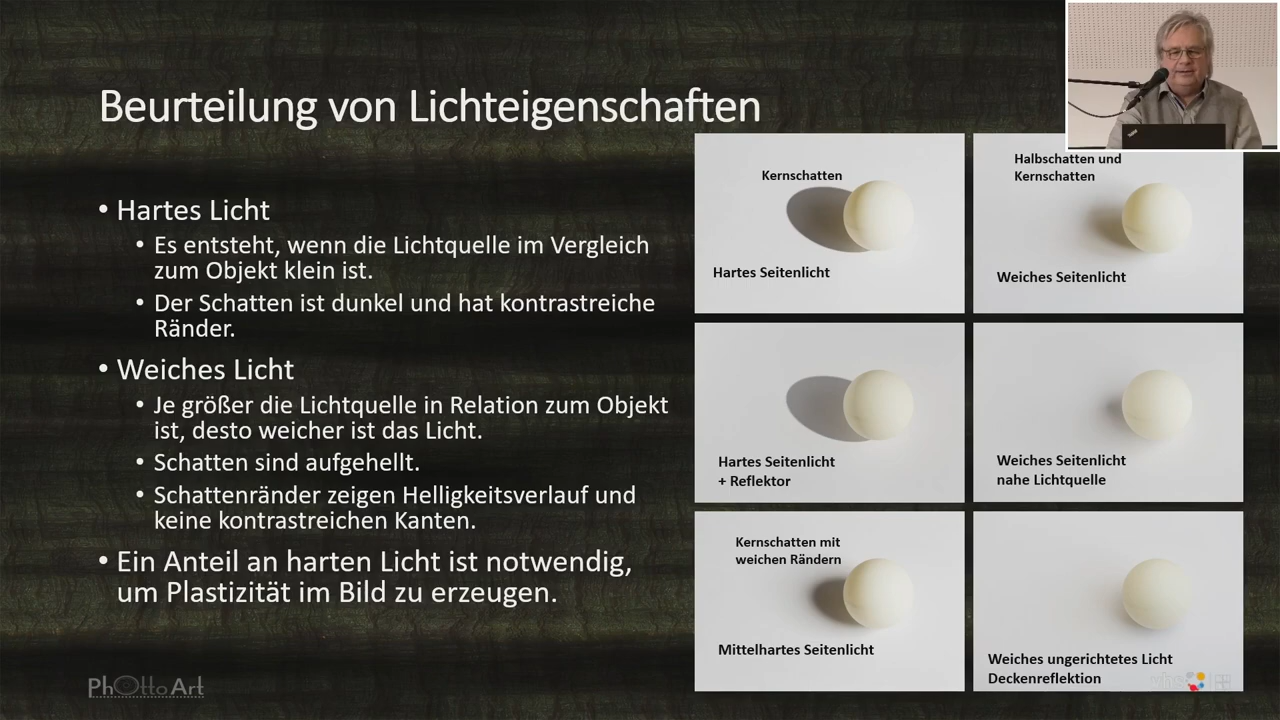 Beurteilung von Lichteigenschaften
• Hartes Licht
• Es entsteht, wenn die Lichtquelle im Vergleich
zum Objekt klein ist.
• Der Schatten ist dunkel und hat kontrastreiche
Ränder.
• Weiches Licht
• Je größer die Lichtquelle in Relation zum Objekt
ist, desto weicher ist das Licht.
• Schatten sind aufgehellt.
• Schattenränder zeigen Helligkeitsverlauf und
keine kontrastreichen Kanten.
• Ein Anteil an harten Licht ist notwendig,
um Plastizität im Bild zu erzeugen.
Kernschatten
Hartes Seitenlicht
Halbschatten und
Kernschatten
Weiches Seitenlicht
Hartes Seitenlicht
+ Reflektor
Weiches Seitenlicht
nahe Lichtquelle
Kernschatten mit
weichen Rändern
Mittelhartes Seitenlicht
Weiches ungerichtetes Licht
Deckenreflektion
PhOttoArt